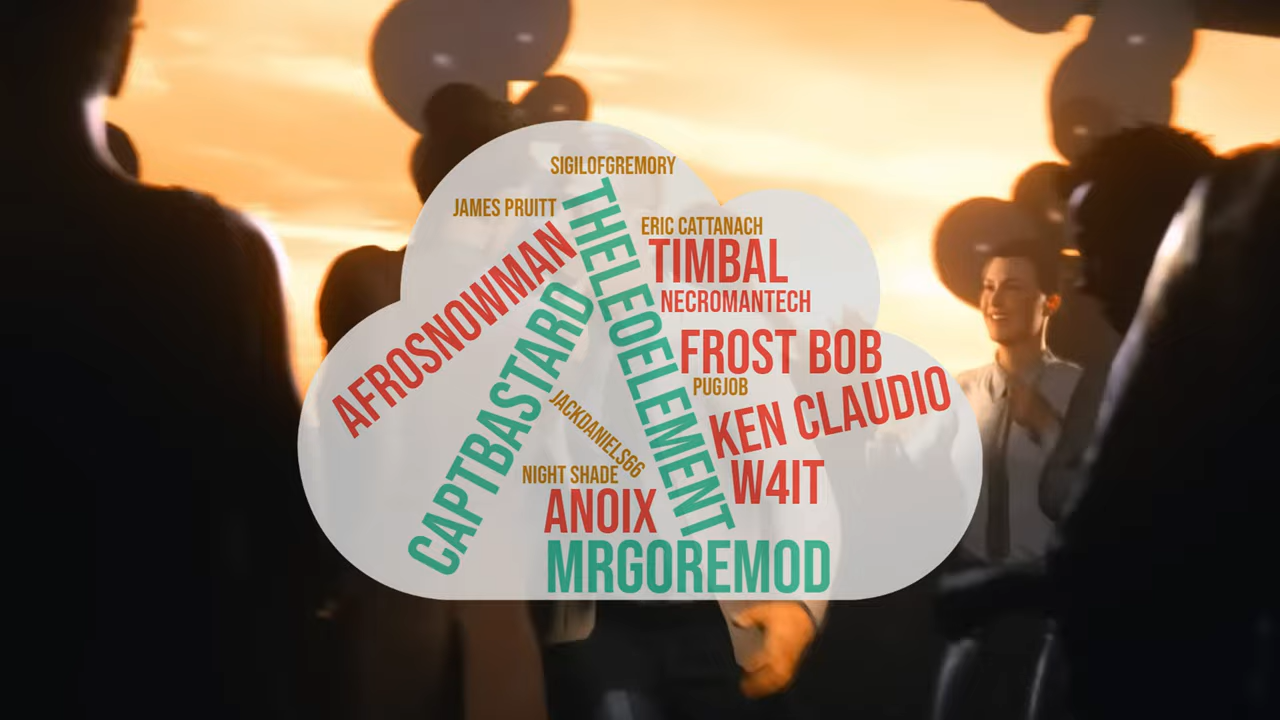 SIGILOFGREMORY
JAMES PRUITT
THELEOELEMENT
ERIC CATTANACH
AFROSNOWMAN
TIMBAL
CAPTBASTARD
NECROMANTECH
FROST BOB
PUGJOB
KEN CLAUDIO
JACKDANIELS66
W4IT
NIGHT SHADE
ANOIX
MRGOREMOD